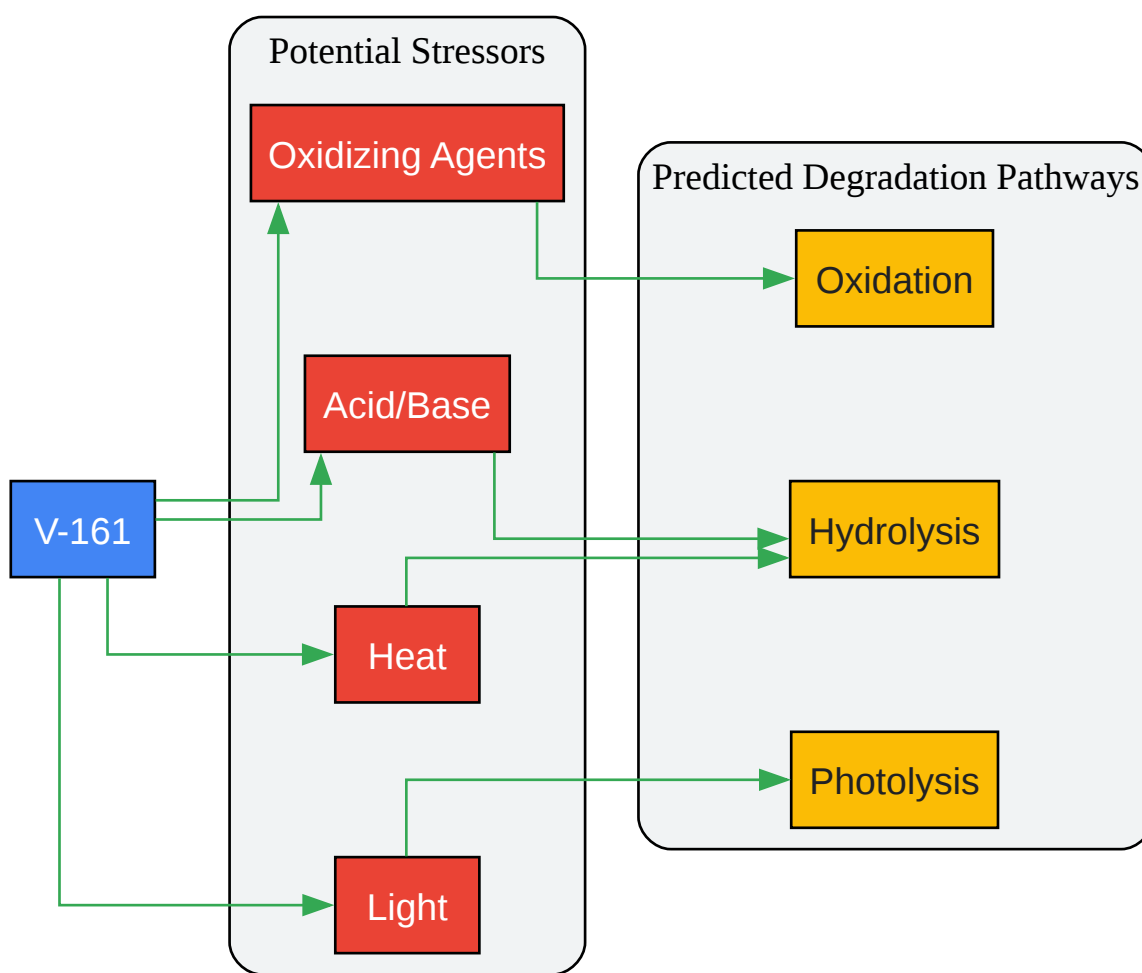 Potential Stressors
Oxidizing Agents
Predicted Degradation Pathways
Oxidation
Acid/Base
V-161
Hydrolysis
Heat
Photolysis
Light